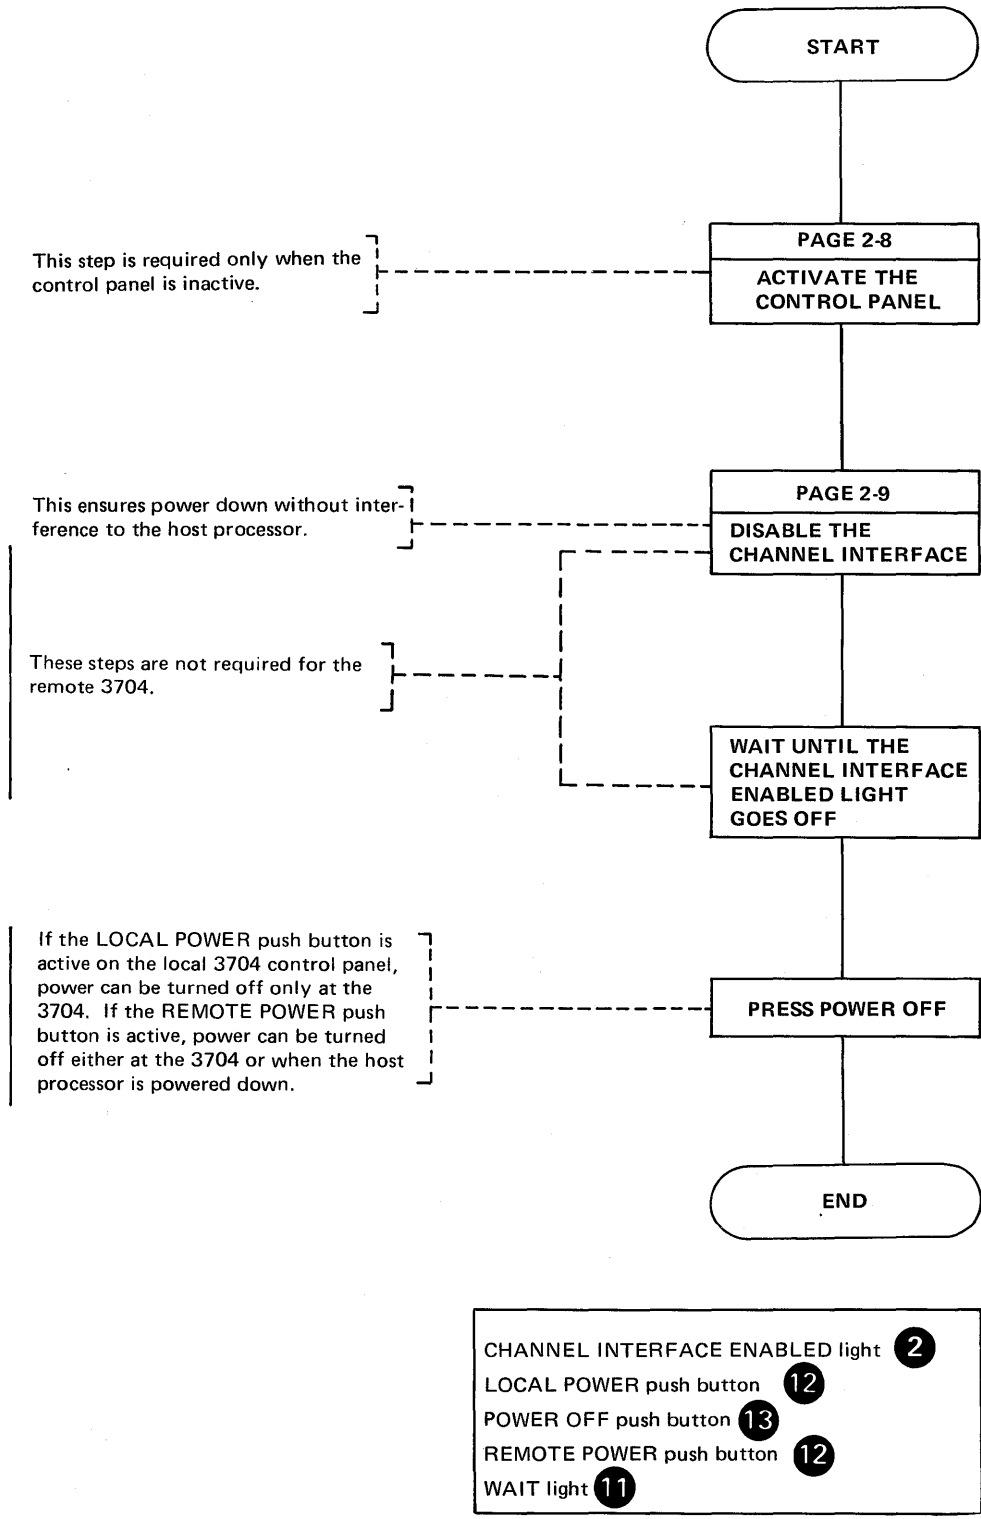 START
This step is required only when the
control panel is inactive.
PAGE 2-8
ACTIVATE THE
CONTROL PANEL
This ensures power down without inter-
ference to the host processor.
PAGE 2-9
DISABLE THE
CHANNEL INTERFACE
These steps are not required for the
remote 3704.
WAIT UNTIL THE
CHANNEL INTERFACE
ENABLED LIGHT
GOES OFF
If the LOCAL POWER push button is
active on the local 3704 control panel,
power can be turned off only at the
3704. If the REMOTE POWER push
button is active, power can be turned
off either at the 3704 or when the host
processor is powered down.
PRESS POWER OFF
END
CHANNEL INTERFACE ENABLED light 2
LOCAL POWER push button 12
POWER OFF push button 13
REMOTE POWER push button 12
WAIT light 11